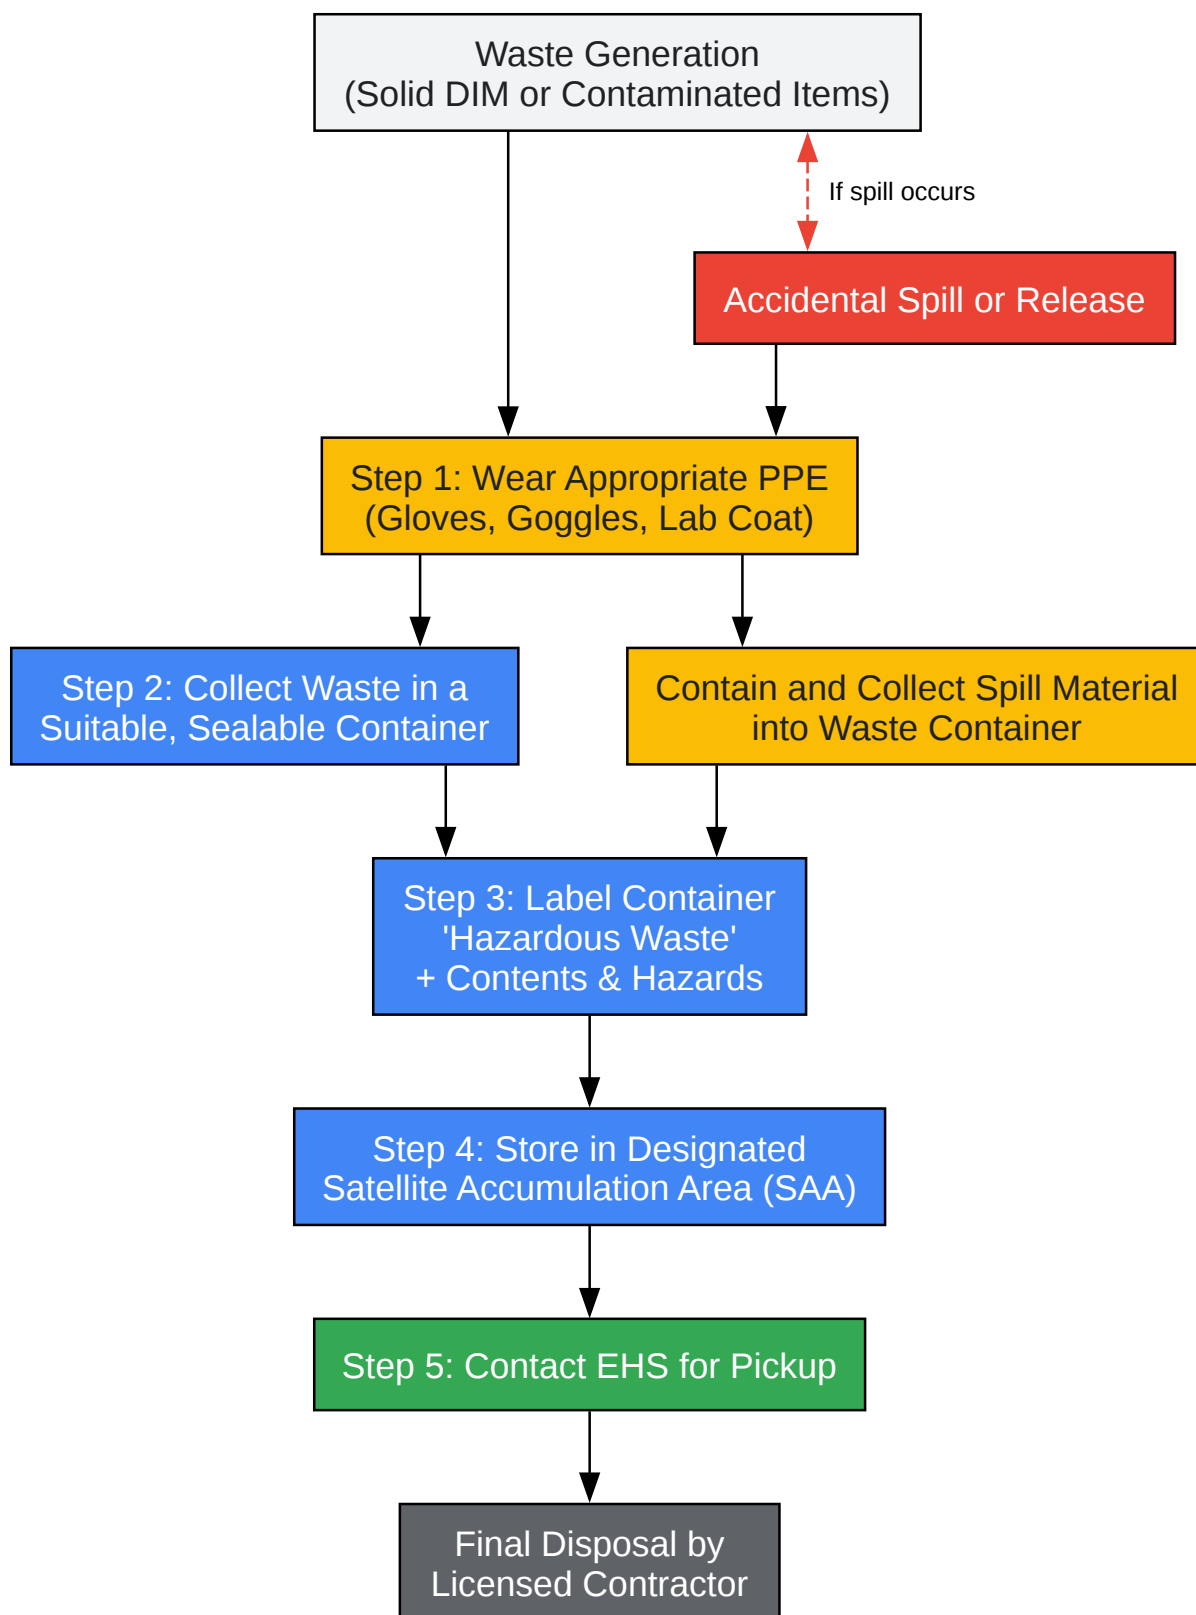 Waste Generation
(Solid DIM or Contaminated Items)
If spill occurs
Accidental Spill or Release
Step 1: Wear Appropriate PPE
(Gloves, Goggles, Lab Coat)
Step 2: Collect Waste in a
Suitable, Sealable Container
Contain and Collect Spill Material
into Waste Container
Step 3: Label Container
'Hazardous Waste'
+ Contents & Hazards
Step 4: Store in Designated
Satellite Accumulation Area (SAA)
Step 5: Contact EHS for Pickup
Final Disposal by
Licensed Contractor